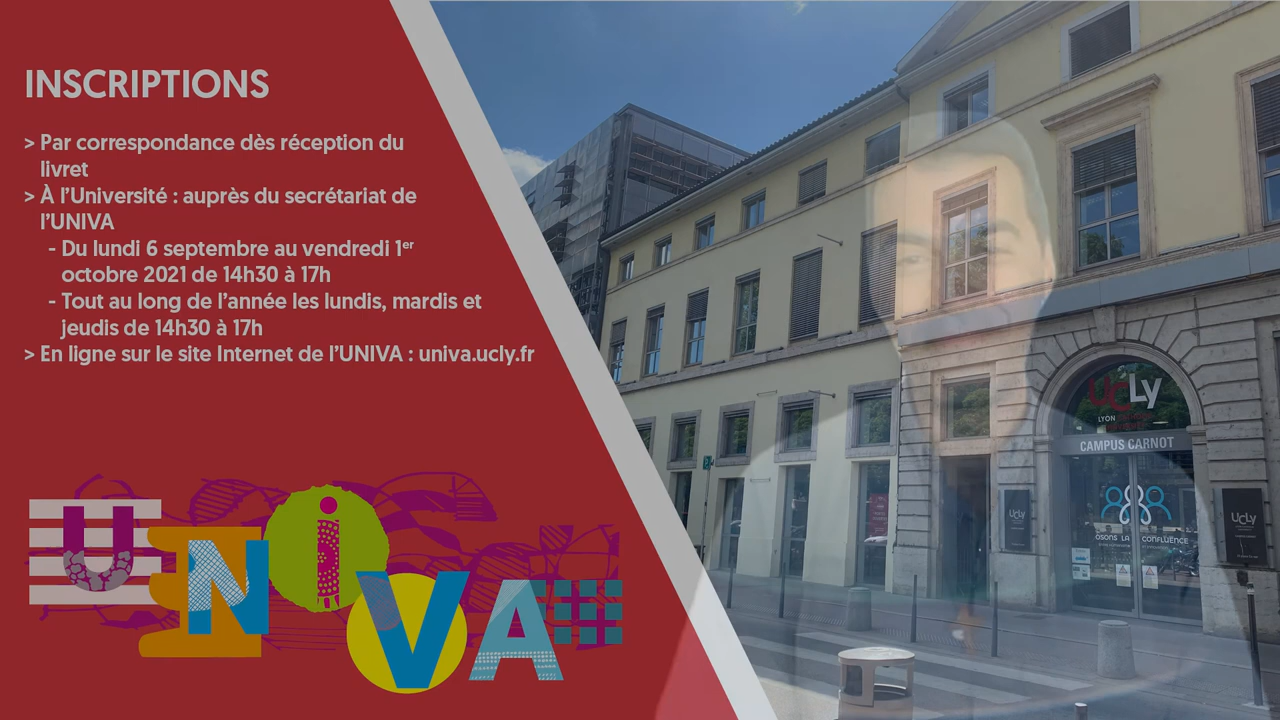 INSCRIPTIONS
> Par correspondance dès réception du
livret
> À l'Université : auprès du secrétariat de
l'UNIVA
- Du lundi 6 septembre au vendredi 1er
octobre 2021 de 14h30 à 17h
- Tout au long de l'année les lundis, mardis et
jeudis de 14h30 à 17h
> En ligne sur le site Internet de l'UNIVA : univa.ucly.fr
UNiVA
UCLy
LYON
CAMPUS CARNOT
OSONS LA CONFLUENCE
UCLy
UCLy